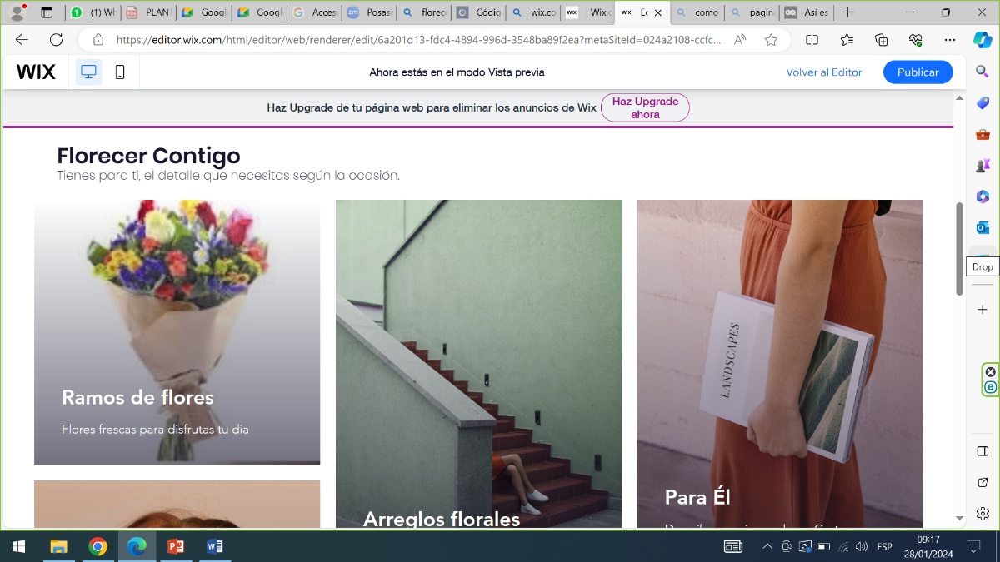 (1) Wh
PLANT
Googl
Googl
Acces
Posasi
florec
Códig
wix.co
| Wix.c
Ec
como
pagina
Así es
https://editor.wix.com/html/editor/web/renderer/edit/6a201d13-fdc4-4894-996d-3548ba89f2ea?metaSiteId=024a2108-ccfc...
WIX
Ahora estás en el modo Vista previa
Volver al Editor
Publicar
Haz Upgrade de tu página web para eliminar los anuncios de Wix
Haz Upgrade
ahora
Florecer Contigo
Tienes para ti, el detalle que necesitas según la ocasión.
Drop
LANDSCAPES
Ramos de flores
Flores frescas para disfrutas tu día
Para Él
Arreglos florales
ESP
09:17
28/01/2024